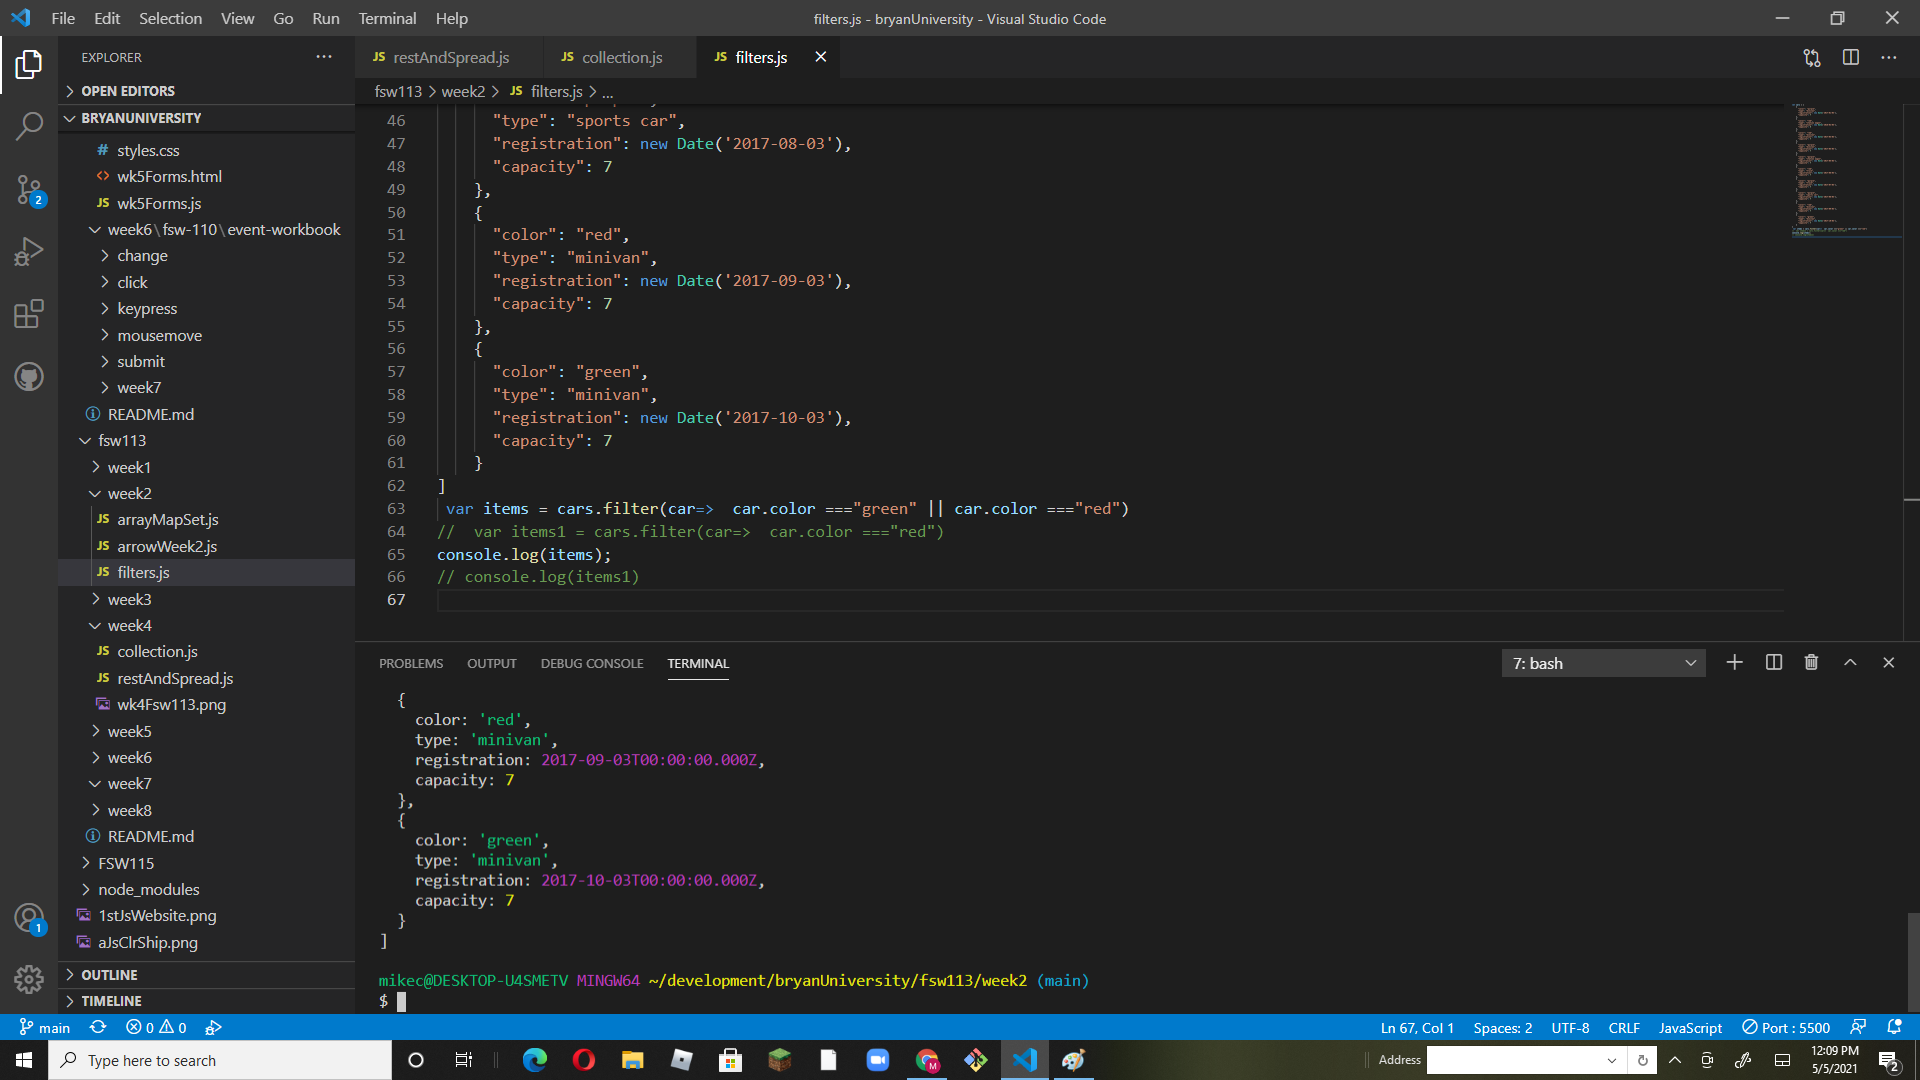 File Edit Selection View Go Run Terminal Help
filters.js - bryanUniversity - Visual Studio Code
EXPLORER
OPEN EDITORS
BRYANUNIVERSITY
# styles.css
<> wk5Forms.html
JS wk5Forms.js
week6\fsw-110\event-workbook
change
click
keypress
mousemove
submit
week7
README.md
fsw113
week1
week2
JS arrayMapSet.js
JS arrowWeek2.js
JS filters.js
week3
week4
JS collection.js
JS restAndSpread.js
wk4Fsw113.png
week5
week6
week7
week8
README.md
FSW115
node_modules
1stJsWebsite.png
aJsClrShip.png
OUTLINE
TIMELINE
2
1
JS restAndSpread.js JS collection.js JS filters.js
fsw113 > week2 > JS filters.js > ...
46 "type": "sports car",
47 "registration": new Date('2017-08-03'),
48 "capacity": 7
49 },
50 {
51 "color": "red",
52 "type": "minivan",
53 "registration": new Date('2017-09-03'),
54 "capacity": 7
55 },
56 {
57 "color": "green",
58 "type": "minivan",
59 "registration": new Date('2017-10-03'),
60 "capacity": 7
61 }
62 ]
63 var items = cars.filter(car=>  car.color ==="green" || car.color ==="red")
64 //  var items1 = cars.filter(car=>  car.color ==="red")
65 console.log(items);
66 // console.log(items1)
67
PROBLEMS OUTPUT DEBUG CONSOLE TERMINAL
7: bash
{
color: 'red',
type: 'minivan',
registration: 2017-09-03T00:00:00.000Z,
capacity: 7
},
{
color: 'green',
type: 'minivan',
registration: 2017-10-03T00:00:00.000Z,
capacity: 7
}
]
mikec@DESKTOP-U4SMETV MINGW64 ~/development/bryanUniversity/fsw113/week2 (main)
$
main 0 0
Ln 67, Col 1 Spaces: 2 UTF-8 CRLF JavaScript Port : 5500
Type here to search
M
Address
12:09 PM
5/5/2021
2